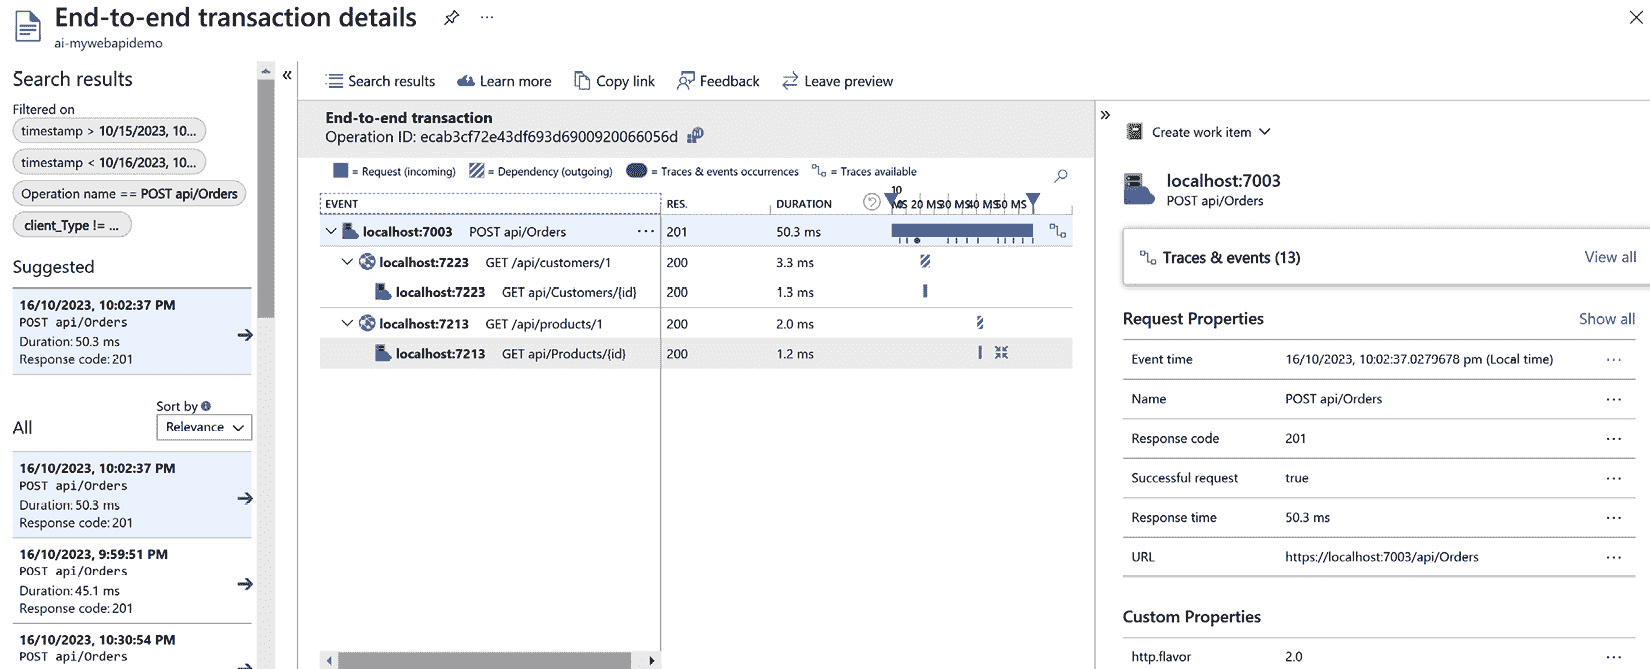 End-to-end transaction details
ai-mywebapidemo
Search results
Filtered on
timestamp > 10/15/2023, 10...
timestamp < 10/16/2023, 10...
Operation name == POST api/Orders
client_Type != ...
Suggested
16/10/2023, 10:02:37 PM
POST api/Orders
Duration: 50.3 ms
Response code: 201
Sort by
All
Relevance
16/10/2023, 10:02:37 PM
POST api/Orders
Duration: 50.3 ms
Response code: 201
16/10/2023, 9:59:51 PM
POST api/Orders
Duration: 45.1 ms
Response code: 201
16/10/2023, 10:30:54 PM
POST api/Orders
Search results Learn more Copy link Feedback Leave preview
End-to-end transaction
Operation ID: ecab3cf72e43df693d6900920066056d
= Request (incoming) = Dependency (outgoing) = Traces & events occurrences = Traces available
EVENT RES. DURATION 10 MS 20 MS 30 MS 40 MS 50 MS
localhost:7003 POST api/Orders ... 201 50.3 ms
localhost:7223 GET /api/customers/1 200 3.3 ms
localhost:7223 GET api/Customers/{id} 200 1.3 ms
localhost:7213 GET /api/products/1 200 2.0 ms
localhost:7213 GET api/Products/{id} 200 1.2 ms
Create work item
localhost:7003
POST api/Orders
Traces & events (13) View all
Request Properties Show all
Event time 16/10/2023, 10:02:37.0279678 pm (Local time) ...
Name POST api/Orders ...
Response code 201 ...
Successful request true ...
Response time 50.3 ms ...
URL https://localhost:7003/api/Orders ...
Custom Properties
http.flavor 2.0 ...